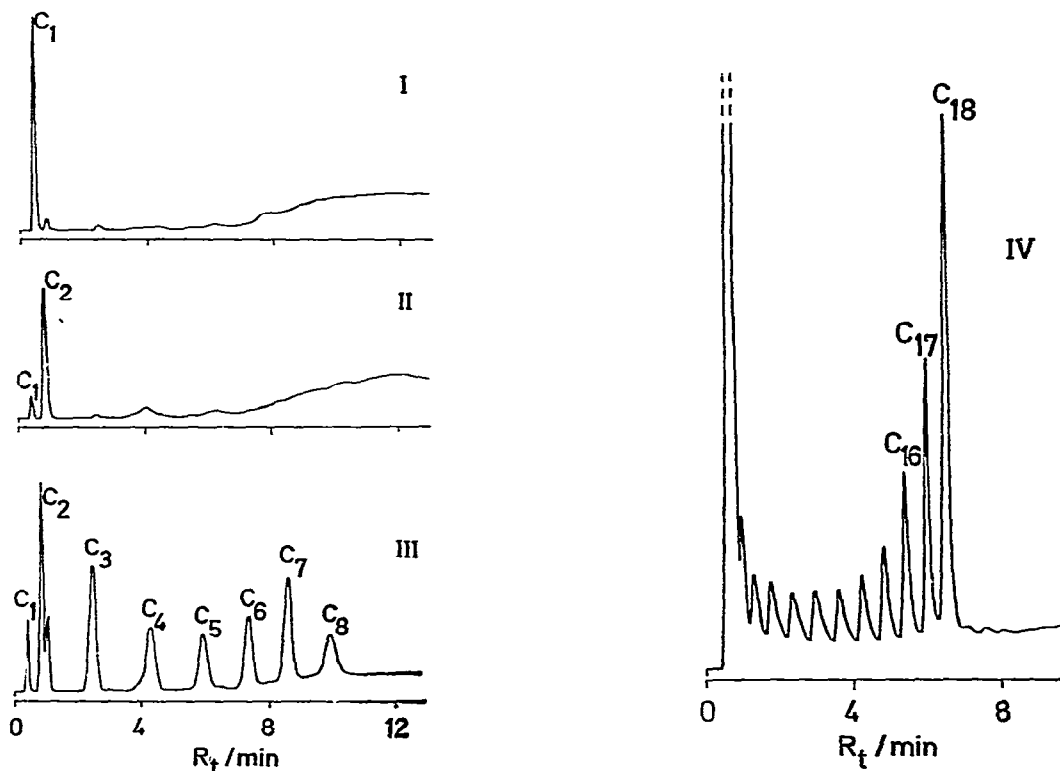 C₁
I
C₂
C₁
II
C₂
C₁
C₃
C₄
C₅
C₆
C₇
C₈
III
0 4 8 12
Rₜ /min
C₁₈
C₁₇
C₁₆
IV
0 4 8
Rₜ /min